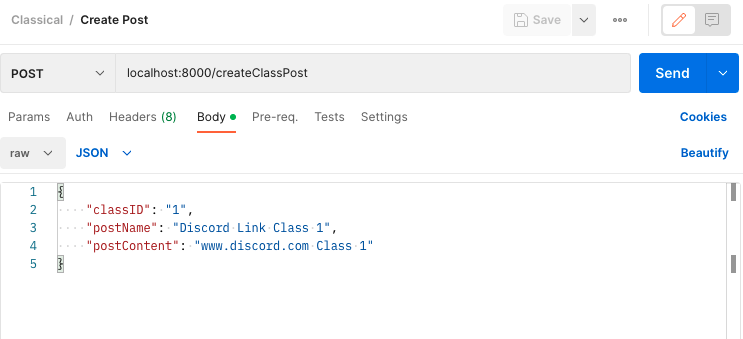 Classical / Create Post
Save
POST localhost:8000/createClassPost Send
Params Auth Headers (8) Body Pre-req. Tests Settings Cookies
raw JSON Beautify
1 {
2 "classID": "1",
3 "postName": "Discord Link Class 1",
4 "postContent": "www.discord.com Class 1"
5 }